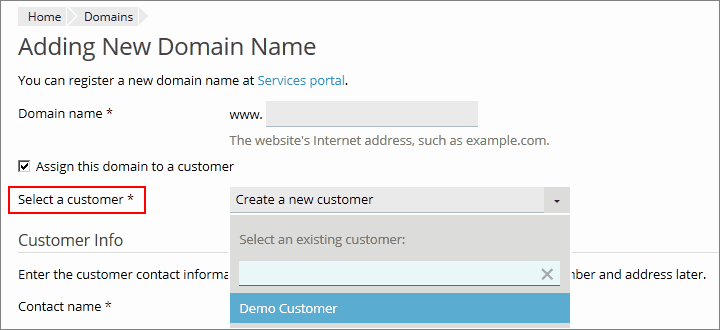 Home Domains
Adding New Domain Name
You can register a new domain name at Services portal.
Domain name * www.
The website's Internet address, such as example.com.
Assign this domain to a customer
Select a customer * Create a new customer
Select an existing customer:
Customer Info
Enter the customer contact mber and address later.
Contact name * Demo Customer